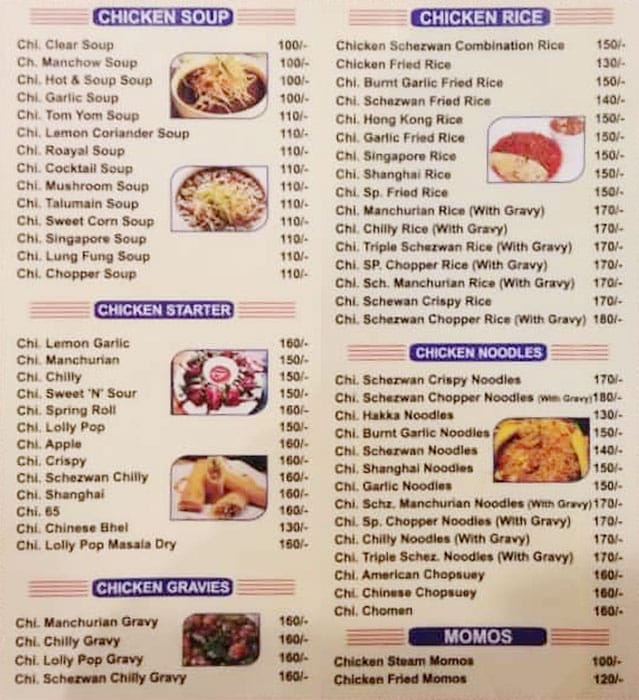 CHICKEN SOUP
Chi. Clear Soup 100/-
Ch. Manchow Soup 100/-
Chi. Hot & Soup Soup 100/-
Chi. Garlic Soup 100/-
Chi. Tom Yom Soup 110/-
Chi. Lemon Coriander Soup 110/-
Chi. Roayal Soup 110/-
Chi. Cocktail Soup 110/-
Chi. Mushroom Soup 110/-
Chi. Talumain Soup 110/-
Chi. Sweet Corn Soup 110/-
Chi. Singapore Soup 110/-
Chi. Lung Fung Soup 110/-
Chi. Chopper Soup 110/-
CHICKEN STARTER
Chi. Lemon Garlic 160/-
Chi. Manchurian 150/-
Chi. Chilly 150/-
Chi. Sweet 'N' Sour 150/-
Chi. Spring Roll 160/-
Chi. Lolly Pop 150/-
Chi. Apple 160/-
Chi. Crispy 160/-
Chi. Schezwan Chilly 160/-
Chi. Shanghai 160/-
Chi. 65 160/-
Chi. Chinese Bhel 130/-
Chi. Lolly Pop Masala Dry 160/-
CHICKEN GRAVIES
Chi. Manchurian Gravy 160/-
Chi. Chilly Gravy 160/-
Chi. Lolly Pop Gravy 160/-
Chi. Schezwan Chilly Gravy 160/-
CHICKEN RICE
Chicken Schezwan Combination Rice 150/-
Chicken Fried Rice 130/-
Chi. Burnt Garlic Fried Rice 150/-
Chi. Schezwan Fried Rice 140/-
Chi. Hong Kong Rice 150/-
Chi. Garlic Fried Rice 150/-
Chi. Singapore Rice 150/-
Chi. Shanghai Rice 150/-
Chi. Sp. Fried Rice 150/-
Chi. Manchurian Rice (With Gravy) 170/-
Chi. Chilly Rice (With Gravy) 170/-
Chi. Triple Schezwan Rice (With Gravy) 170/-
Chi. SP. Chopper Rice (With Gravy) 170/-
Chi. Sch. Manchurian Rice (With Gravy) 170/-
Chi. Schewan Crispy Rice 170/-
Chi. Schezwan Chopper Rice (With Gravy) 180/-
CHICKEN NOODLES
Chi. Schezwan Crispy Noodles 170/-
Chi. Schezwan Chopper Noodles (With Gravy) 180/-
Chi. Hakka Noodles 130/-
Chi. Burnt Garlic Noodles 150/-
Chi. Schezwan Noodles 140/-
Chi. Shanghai Noodles 150/-
Chi. Garlic Noodles 150/-
Chi. Schz. Manchurian Noodles (With Gravy) 170/-
Chi. Sp. Chopper Noodles (With Gravy) 170/-
Chi. Chilly Noodles (With Gravy) 170/-
Chi. Triple Schez. Noodles (With Gravy) 170/-
Chi. American Chopsuey 160/-
Chi. Chinese Chopsuey 160/-
Chi. Chomen 160/-
MOMOS
Chicken Steam Momos 100/-
Chicken Fried Momos 120/-